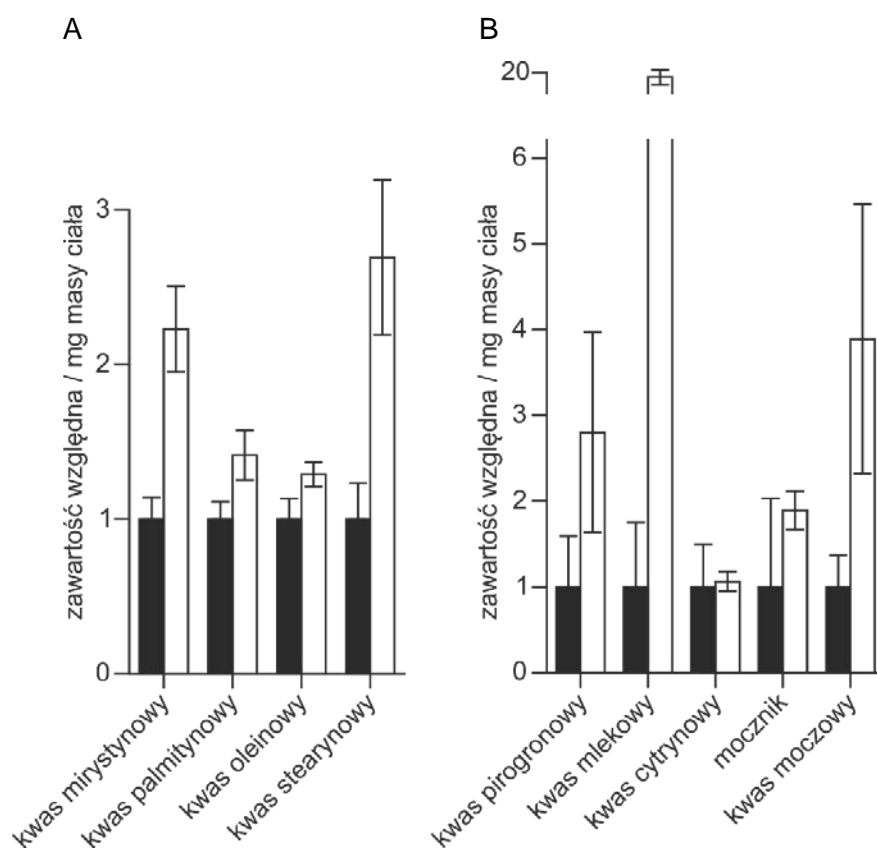 A
zawartość względna / mg masy ciała
3
2
1
0
kwas mirystynowy
kwas palmitynowy
kwas oleinowy
kwas stearynowy
B
zawartość względna / mg masy ciała
20
6
5
4
3
2
1
0
kwas pirogronowy
kwas mlekowy
kwas cytrynowy
mocznik
kwas moczowy